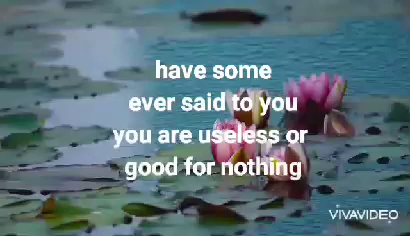 have some
ever said to you
you are useless or
good for nothing
VIVAVIDEO